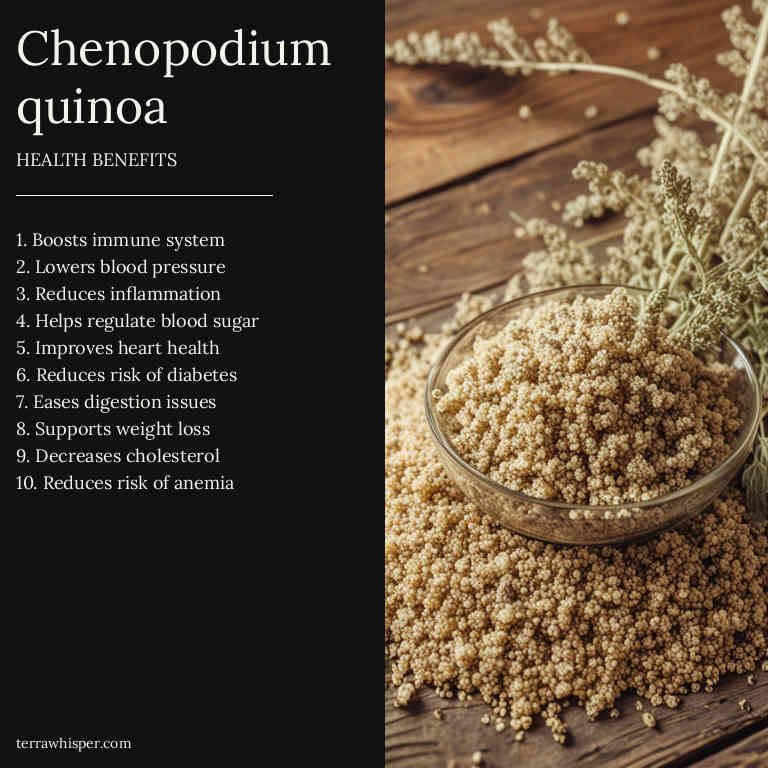 Chenopodium
quinoa
HEALTH BENEFITS
1. Boosts immune system
2. Lowers blood pressure
3. Reduces inflammation
4. Helps regulate blood sugar
5. Improves heart health
6. Reduces risk of diabetes
7. Eases digestion issues
8. Supports weight loss
9. Decreases cholesterol
10. Reduces risk of anemia
terrawhisper.com